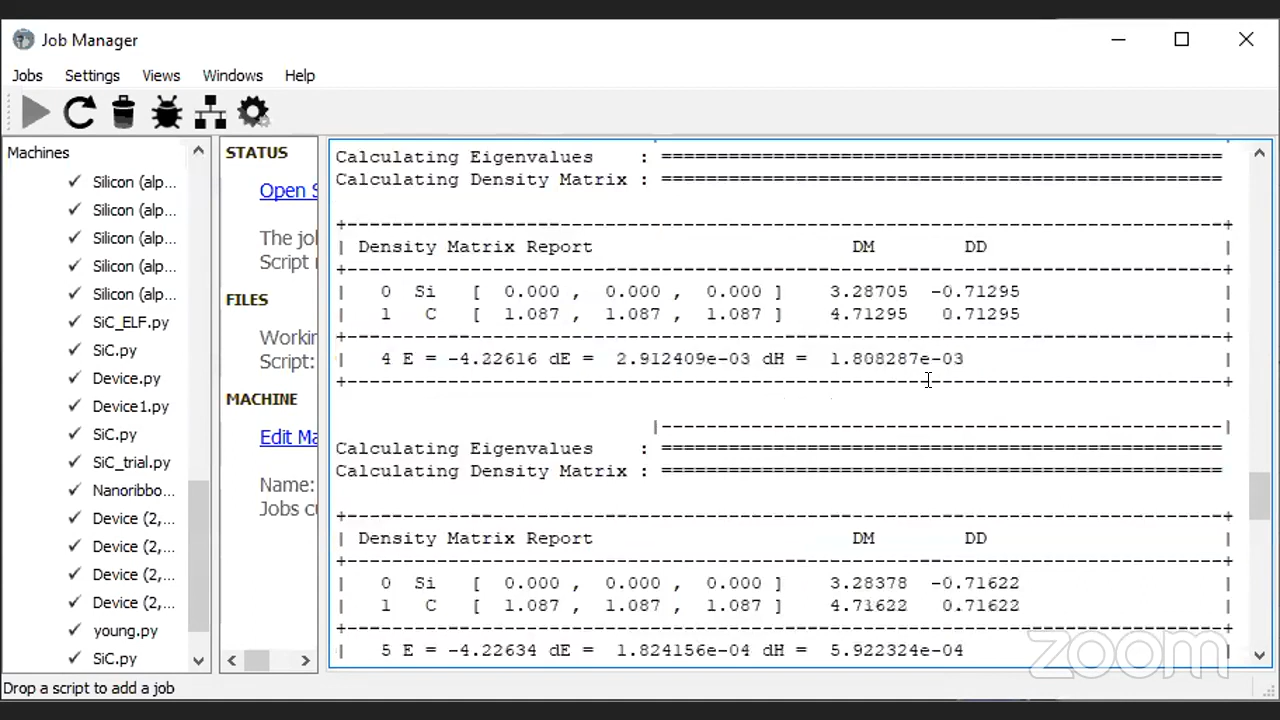 Job Manager
Jobs Settings Views Windows Help
Machines
Silicon (alp...
Silicon (alp...
Silicon (alp...
Silicon (alp...
Silicon (alp...
SiC_ELF.py
SiC.py
Device.py
Device1.py
SiC.py
SiC_trial.py
Nanoribbo...
Device (2,...
Device (2,...
Device (2,...
Device (2,...
young.py
SiC.py
STATUS
Open S
The jol
Script
FILES
Workin
Script:
MACHINE
Edit Ma
Name:
Jobs cu
Calculating Eigenvalues : ==================================================
Calculating Density Matrix : ==================================================
+------------------------------------------------------------------------------+
| Density Matrix Report DM DD |
+------------------------------------------------------------------------------+
| 0 Si [ 0.000 , 0.000 , 0.000 ] 3.28705 -0.71295 |
| 1 C [ 1.087 , 1.087 , 1.087 ] 4.71295 0.71295 |
+------------------------------------------------------------------------------+
| 4 E = -4.22616 dE = 2.912409e-03 dH = 1.808287e-03 |
+------------------------------------------------------------------------------+
|--------------------------------------------------|
Calculating Eigenvalues : ==================================================
Calculating Density Matrix : ==================================================
+------------------------------------------------------------------------------+
| Density Matrix Report DM DD |
+------------------------------------------------------------------------------+
| 0 Si [ 0.000 , 0.000 , 0.000 ] 3.28378 -0.71622 |
| 1 C [ 1.087 , 1.087 , 1.087 ] 4.71622 0.71622 |
+------------------------------------------------------------------------------+
| 5 E = -4.22634 dE = 1.824156e-04 dH = 5.922324e-04 |
zoom
Drop a script to add a job